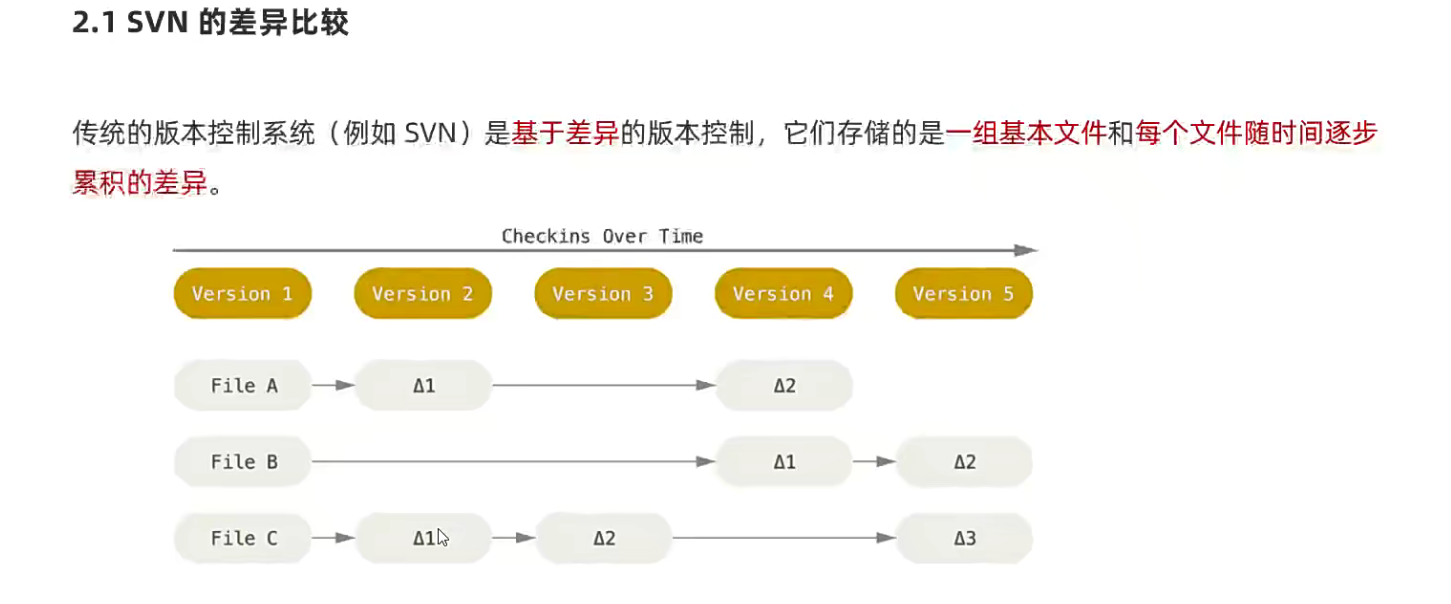 2.1 SVN 的差异比较
传统的版本控制系统（例如 SVN）是基于差异的版本控制，它们存储的是一组基本文件和每个文件随时间逐步
累积的差异。
Checkins Over Time
Version 1 Version 2 Version 3 Version 4 Version 5
File A Δ1 Δ2
File B Δ1 Δ2
File C Δ1 Δ2 Δ3